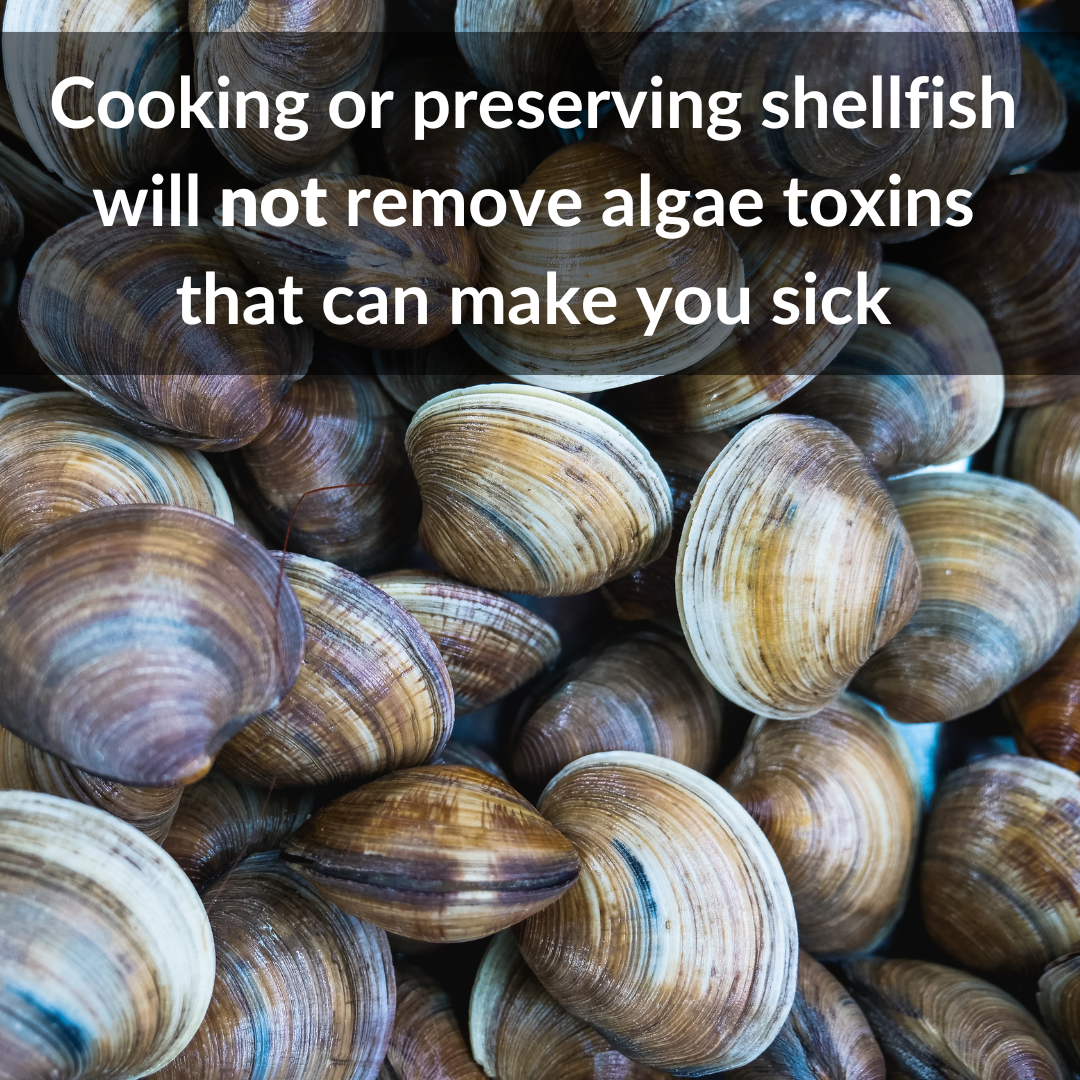 Cooking or preserving shellfish
will not remove algae toxins
that can make you sick